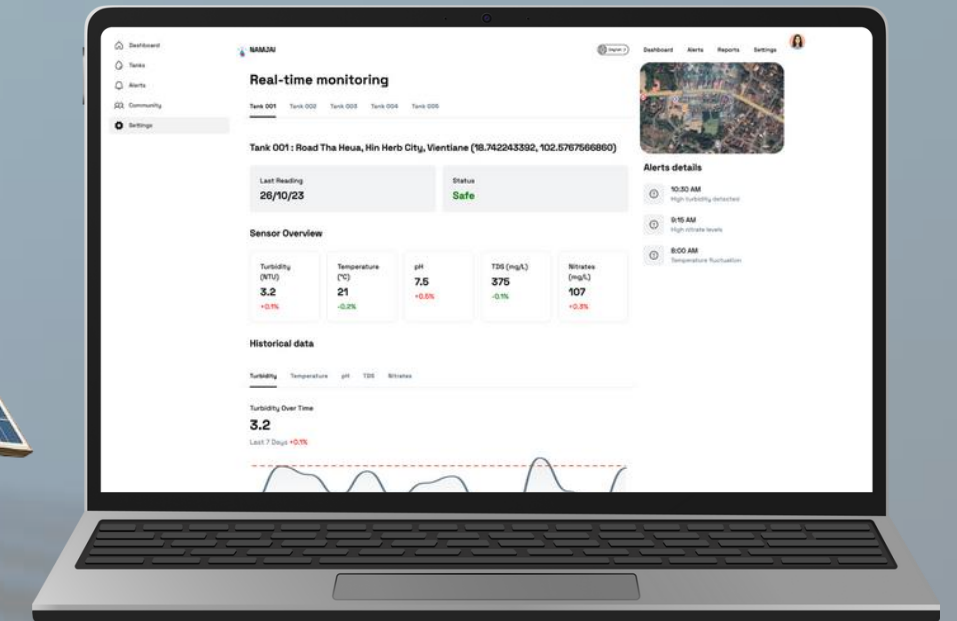 Dashboard
Tanks
Alerts
Community
Settings
NAMJAI
English
Dashboard Alerts Reports Settings
Real-time monitoring
Tank 001 Tank 002 Tank 003 Tank 004 Tank 005
Tank 001 : Road Tha Heua, Hin Herb City, Vientiane (18.742243392, 102.5767566860)
Last Reading
26/10/23
Status
Safe
Sensor Overview
Turbidity
(NTU)
3.2
+0.1%
Temperature
(°C)
21
-0.2%
pH
7.5
+0.5%
TDS (mg/L)
375
-0.1%
Nitrates
(mg/L)
107
+0.3%
Historical data
Turbidity Temperature pH TDS Nitrates
Turbidity Over Time
3.2
Last 7 Days +0.1%
Alerts details
10:30 AM
High turbidity detected
9:15 AM
High nitrate levels
8:00 AM
Temperature fluctuation